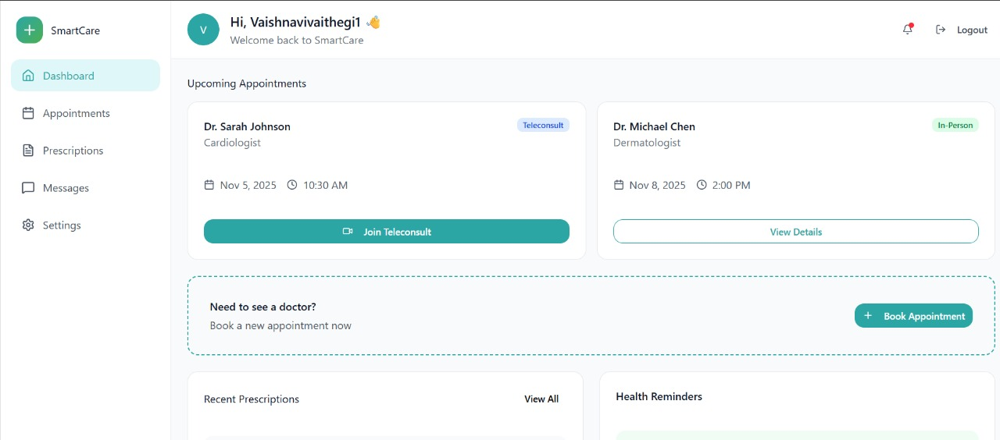 SmartCare
Dashboard
Appointments
Prescriptions
Messages
Settings
V
Hi, Vaishnavivaithegi1 👋
Welcome back to SmartCare
Logout
Upcoming Appointments
Dr. Sarah Johnson
Teleconsult
Cardiologist
Nov 5, 2025 10:30 AM
Join Teleconsult
Dr. Michael Chen
In-Person
Dermatologist
Nov 8, 2025 2:00 PM
View Details
Need to see a doctor?
Book a new appointment now
+ Book Appointment
Recent Prescriptions
View All
Health Reminders